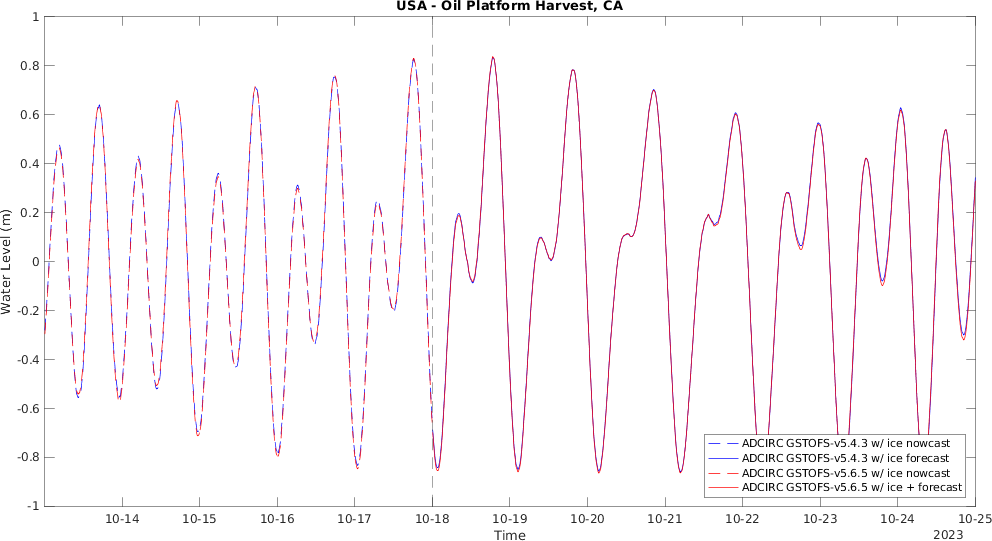 USA - Oil Platform Harvest, CA
1
0.8
0.6
0.4
0.2
0
-0.2
-0.4
-0.6
-0.8
-1
Water Level (m)
ADCIRC GSTOFS-v5.4.3 w/ ice nowcast
ADCIRC GSTOFS-v5.4.3 w/ ice forecast
ADCIRC GSTOFS-v5.6.5 w/ ice nowcast
ADCIRC GSTOFS-v5.6.5 w/ ice + forecast
10-14 10-15 10-16 10-17 10-18 10-19 10-20 10-21 10-22 10-23 10-24 10-25
Time
2023